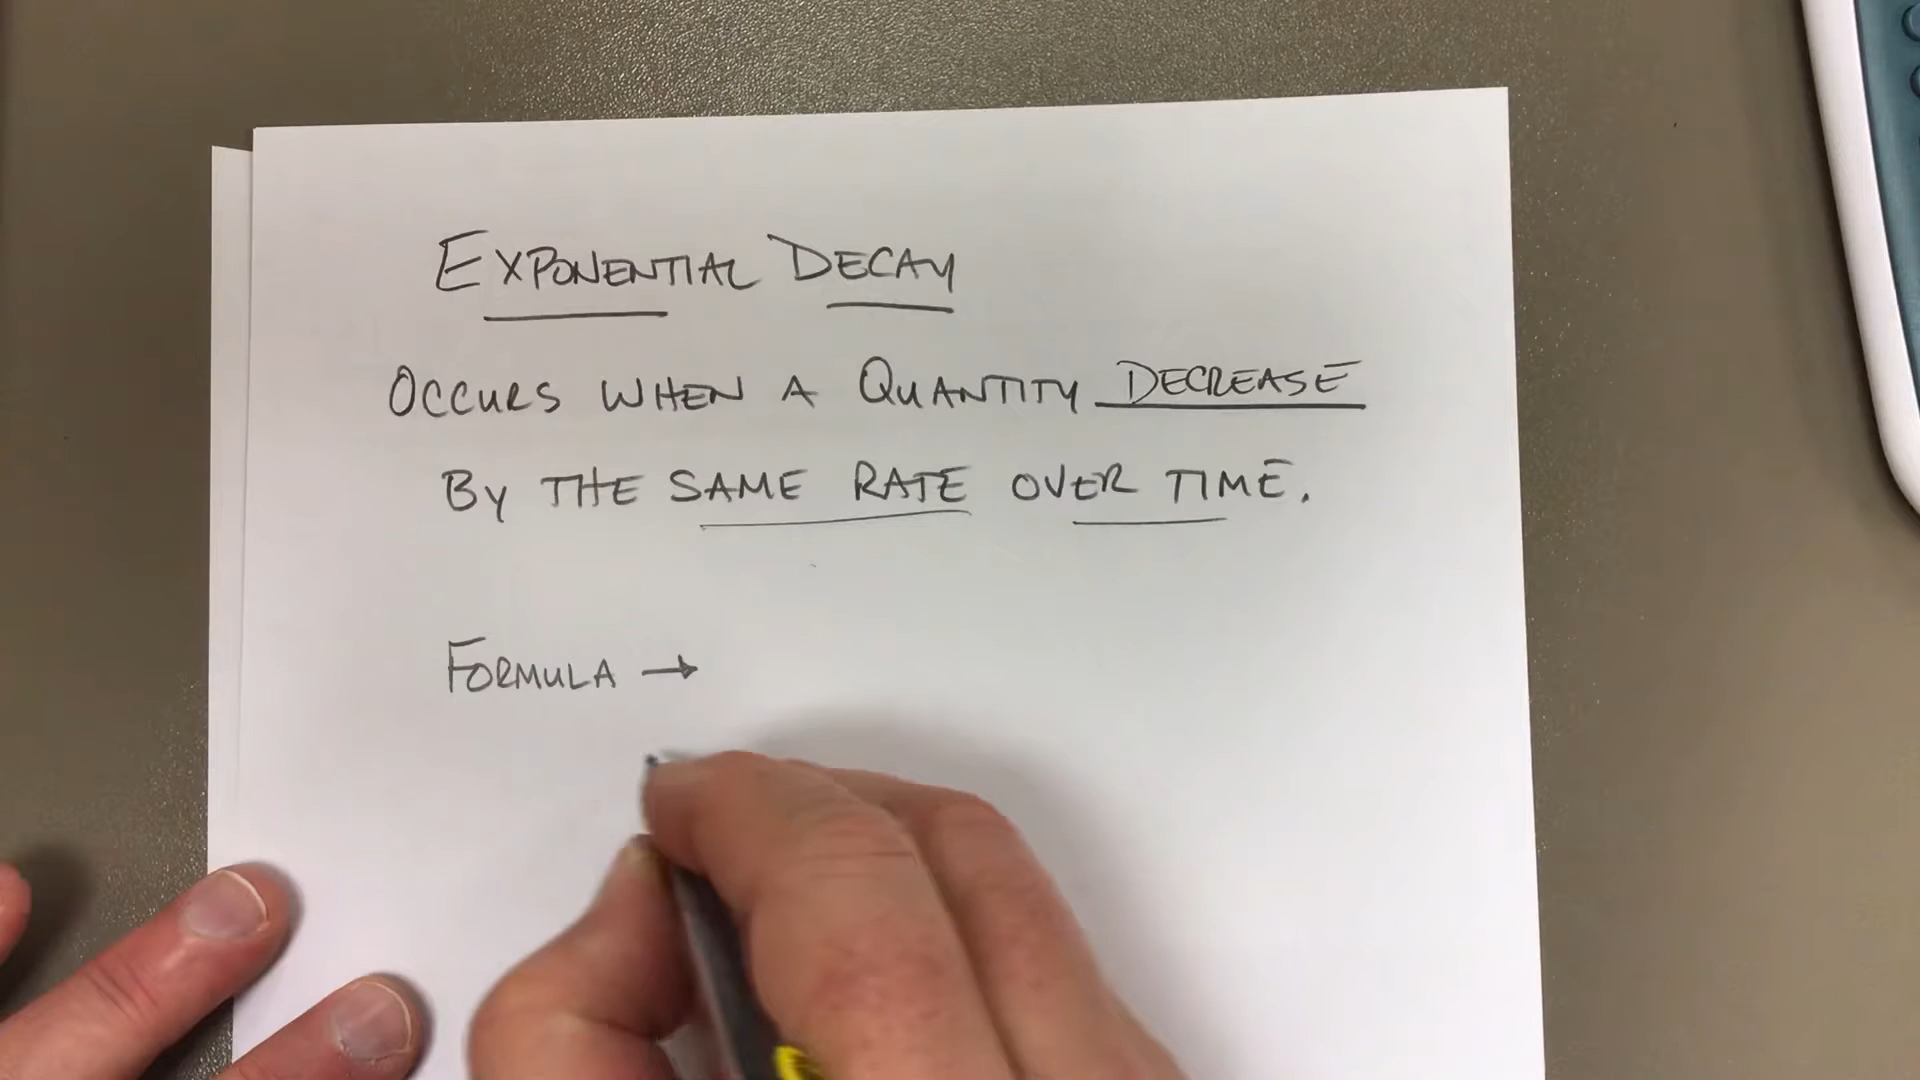 EXPONENTIAL DECAY
OCCURS WHEN A QUANTITY DECREASE
BY THE SAME RATE OVER TIME.
FORMULA →